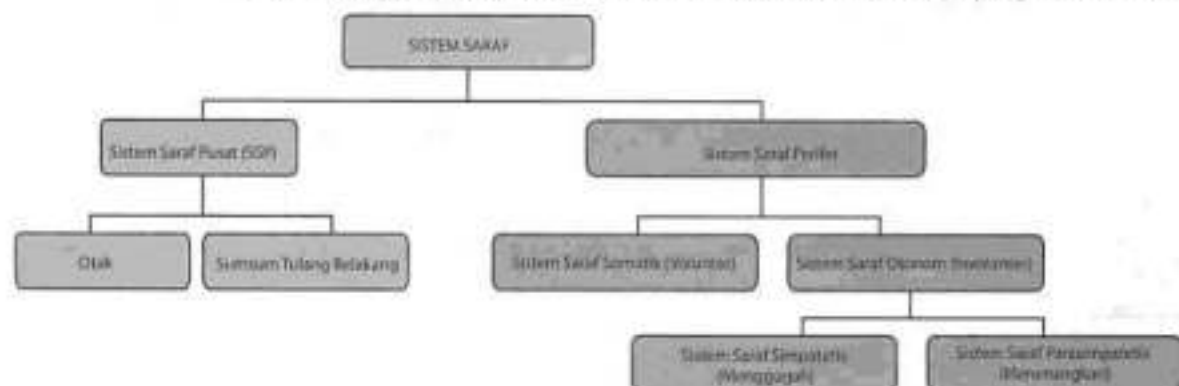 SISTEM SARAF
Sistem Saraf Pusat (SSP)
Sistem Saraf Perifer
Otak
Sumsum Tulang Belakang
Sistem Saraf Somatik (Volunter)
Sistem Saraf Otonom (Involunter)
Sistem Saraf Simpatetis
(Menggugah)
Sistem Saraf Parasimpatetis
(Menenangkan)